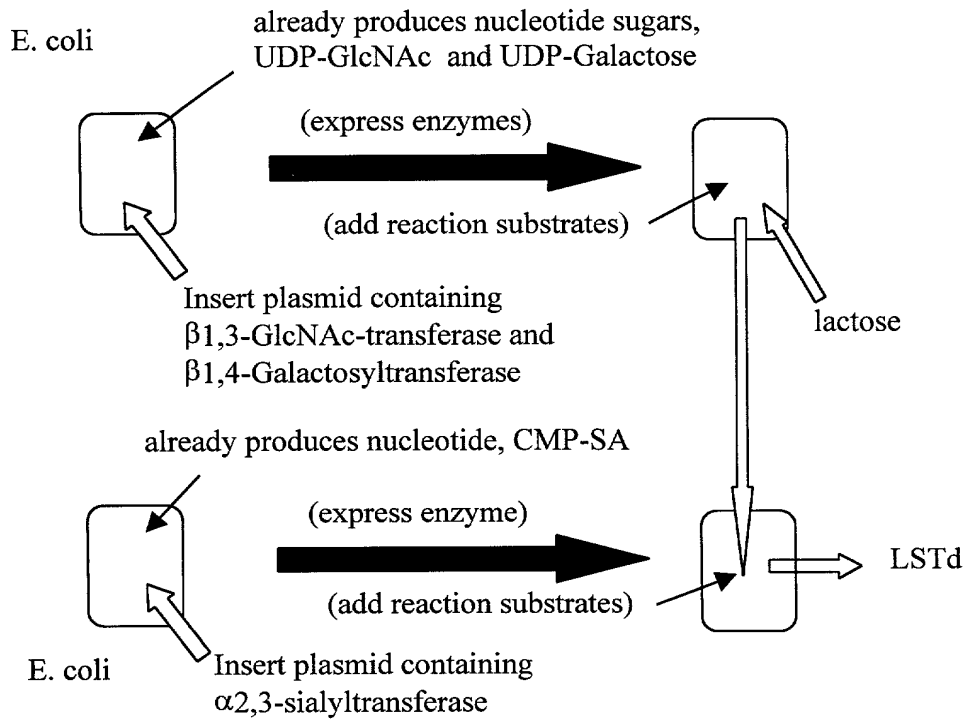 E. coli
already produces nucleotide sugars,
UDP-GlcNAc and UDP-Galactose
(express enzymes)
(add reaction substrates)
lactose
Insert plasmid containing
β1,3-GlcNAc-transferase and
β1,4-Galactosyltransferase
already produces nucleotide, CMP-SA
(express enzyme)
(add reaction substrates)
LSTd
E. coli
Insert plasmid containing
α2,3-sialyltransferase